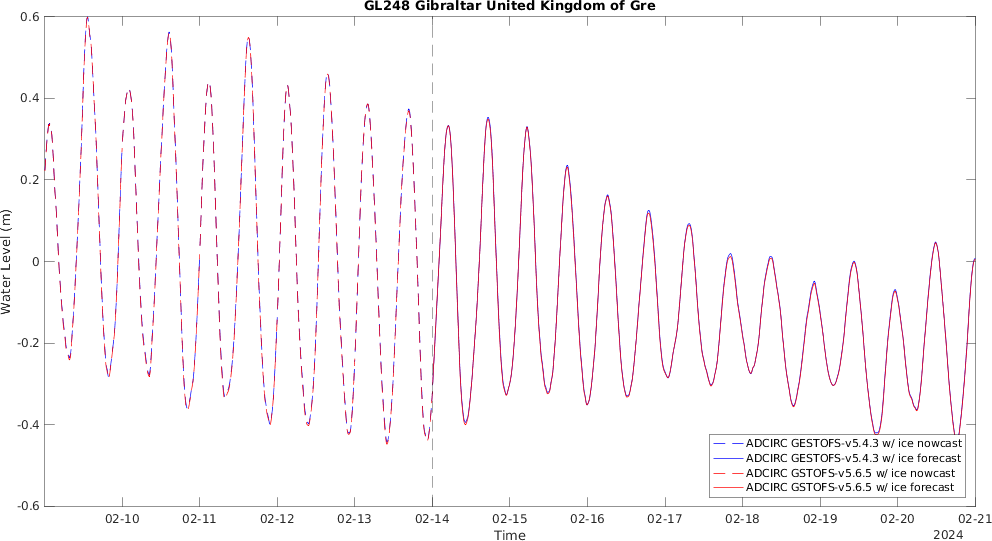 GL248 Gibraltar United Kingdom of Gre
Water Level (m)
0.6
0.4
0.2
0
-0.2
-0.4
-0.6
02-10 02-11 02-12 02-13 02-14 02-15 02-16 02-17 02-18 02-19 02-20 02-21
Time
2024
ADCIRC GESTOFS-v5.4.3 w/ ice nowcast
ADCIRC GESTOFS-v5.4.3 w/ ice forecast
ADCIRC GSTOFS-v5.6.5 w/ ice nowcast
ADCIRC GSTOFS-v5.6.5 w/ ice forecast